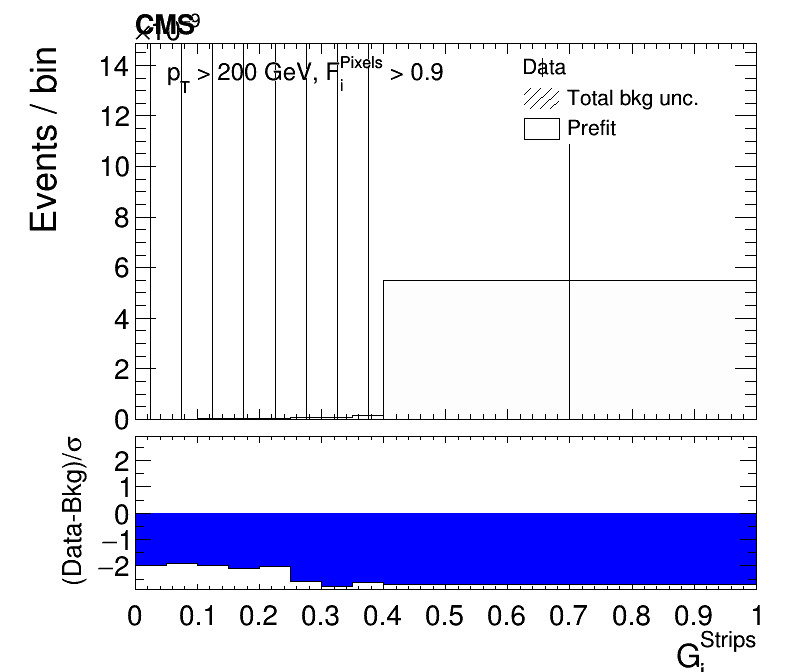 CMS
×10⁻⁹
Events / bin
p_T > 200 GeV, F_i^Pixels > 0.9
Data
Total bkg unc.
Prefit
14
12
10
8
6
4
2
0
(Data-Bkg)/σ
2
1
0
−1
−2
0 0.1 0.2 0.3 0.4 0.5 0.6 0.7 0.8 0.9 1
G_i^Strips